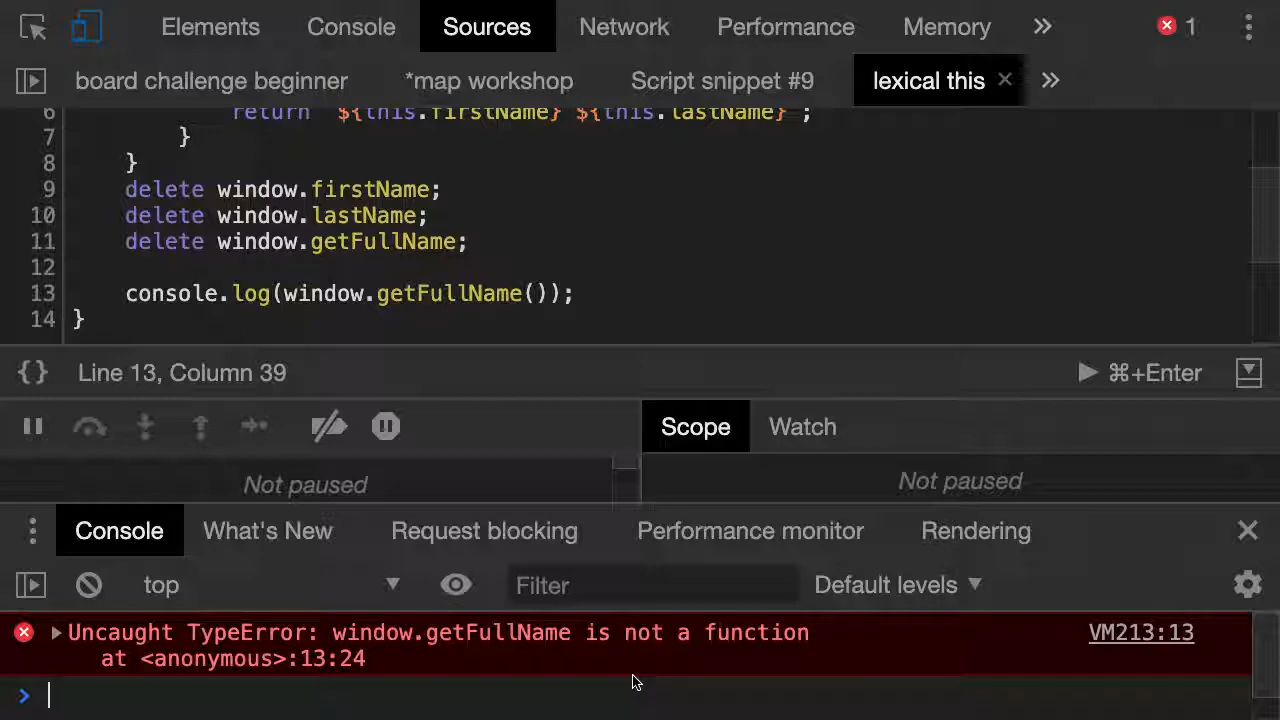 Elements Console Sources Network Performance Memory » 1
board challenge beginner *map workshop Script snippet #9 lexical this × »
6 return `${this.firstName} ${this.lastName}`;
7 }
8 }
9 delete window.firstName;
10 delete window.lastName;
11 delete window.getFullName;
12
13 console.log(window.getFullName());
14 }
{} Line 13, Column 39 ⌘+Enter
Scope Watch
Not paused Not paused
Console What's New Request blocking Performance monitor Rendering ×
top Filter Default levels
Uncaught TypeError: window.getFullName is not a function VM213:13
at <anonymous>:13:24
>